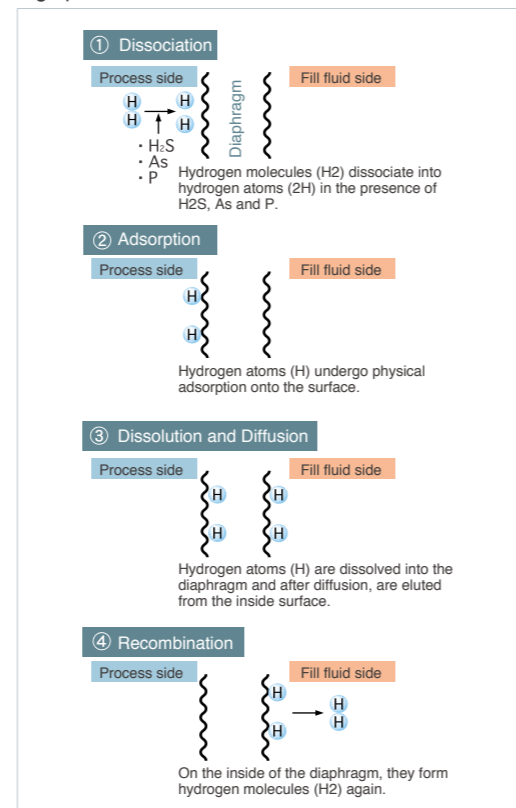 ① Dissociation
Process side
Fill fluid side
H
H
H
H
Diaphragm
・H₂S
・As
・P
Hydrogen molecules (H2) dissociate into
hydrogen atoms (2H) in the presence of
H2S, As and P.
② Adsorption
Process side
Fill fluid side
H
H
Hydrogen atoms (H) undergo physical
adsorption onto the surface.
③ Dissolution and Diffusion
Process side
Fill fluid side
H
H
H
H
Hydrogen atoms (H) are dissolved into the
diaphragm and after diffusion, are eluted
from the inside surface.
④ Recombination
Process side
Fill fluid side
H
H
H
H
On the inside of the diaphragm, they form
hydrogen molecules (H2) again.